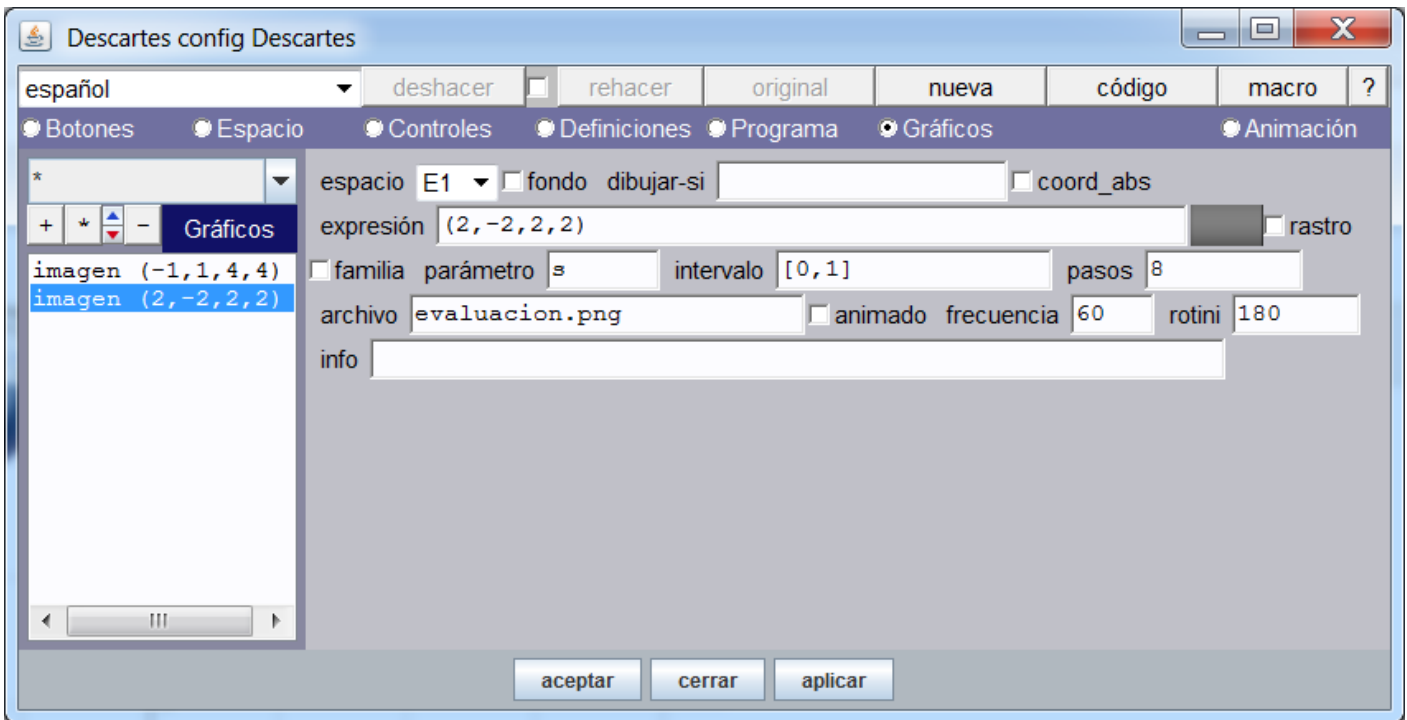 Descartes config Descartes
español deshacer rehacer original nueva código macro ?
Botones Espacio Controles Definiciones Programa Gráficos Animación
* espacio E1 fondo dibujar-si coord_abs
+ * - Gráficos expresión (2,-2,2,2) rastro
imagen (-1,1,4,4) familia parámetro s intervalo [0,1] pasos 8
imagen (2,-2,2,2) archivo evaluacion.png animado frecuencia 60 rotini 180
info
aceptar cerrar aplicar